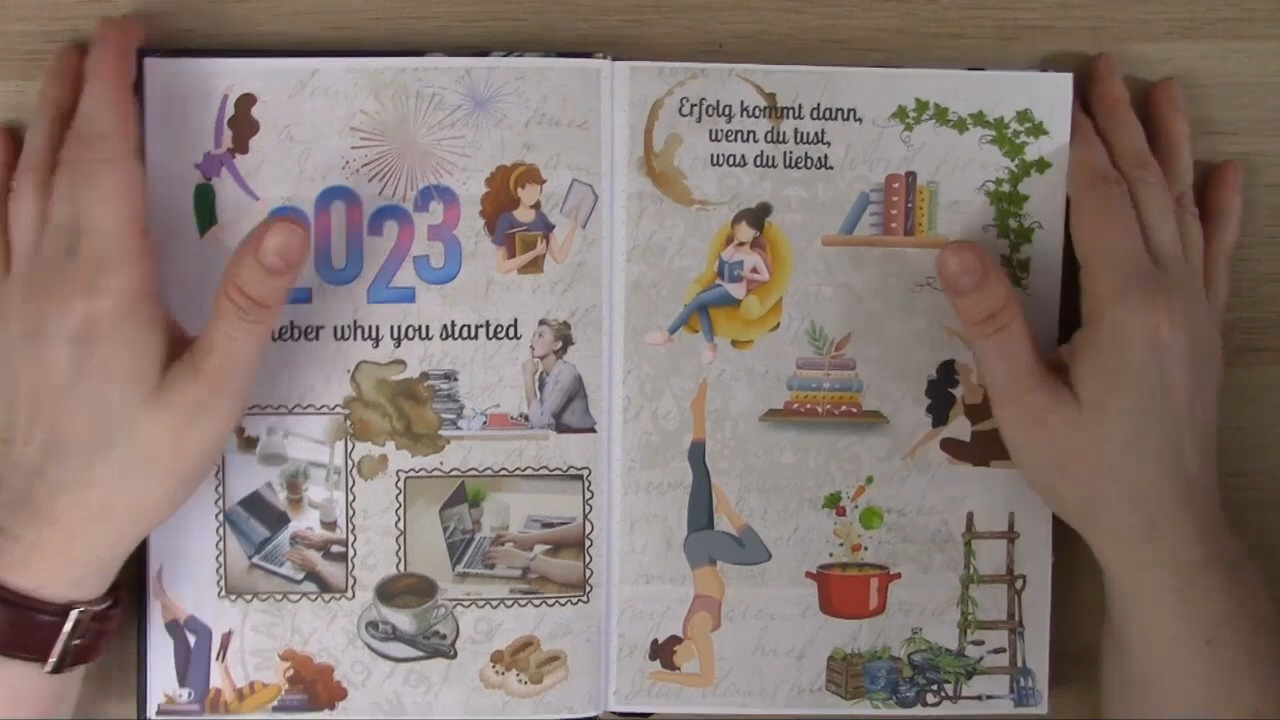 2023
why you started
Erfolg kommt dann,
wenn du tust,
was du liebst.